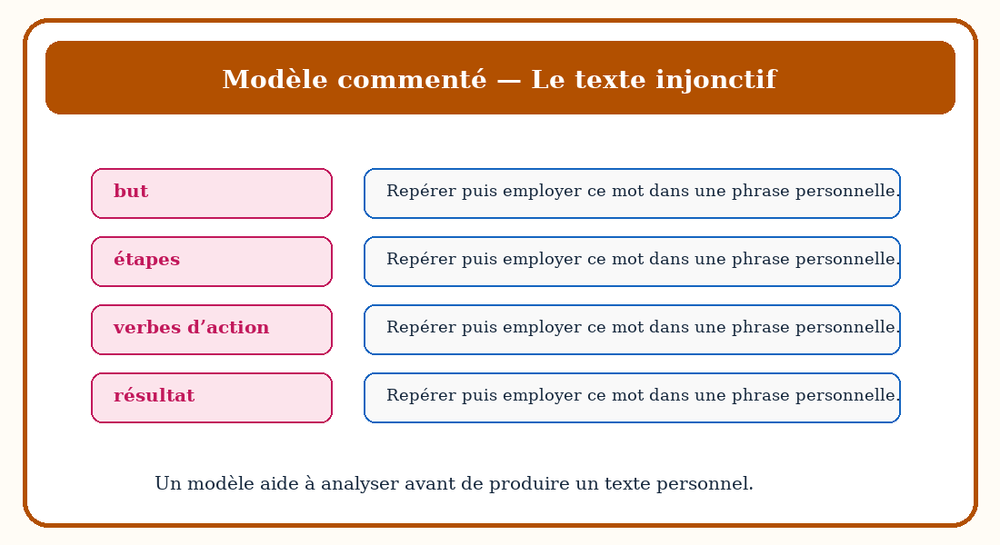 Modèle commenté — Le texte injonctif
but
Repérer puis employer ce mot dans une phrase personnelle.
étapes
Repérer puis employer ce mot dans une phrase personnelle.
verbes d’action
Repérer puis employer ce mot dans une phrase personnelle.
résultat
Repérer puis employer ce mot dans une phrase personnelle.
Un modèle aide à analyser avant de produire un texte personnel.